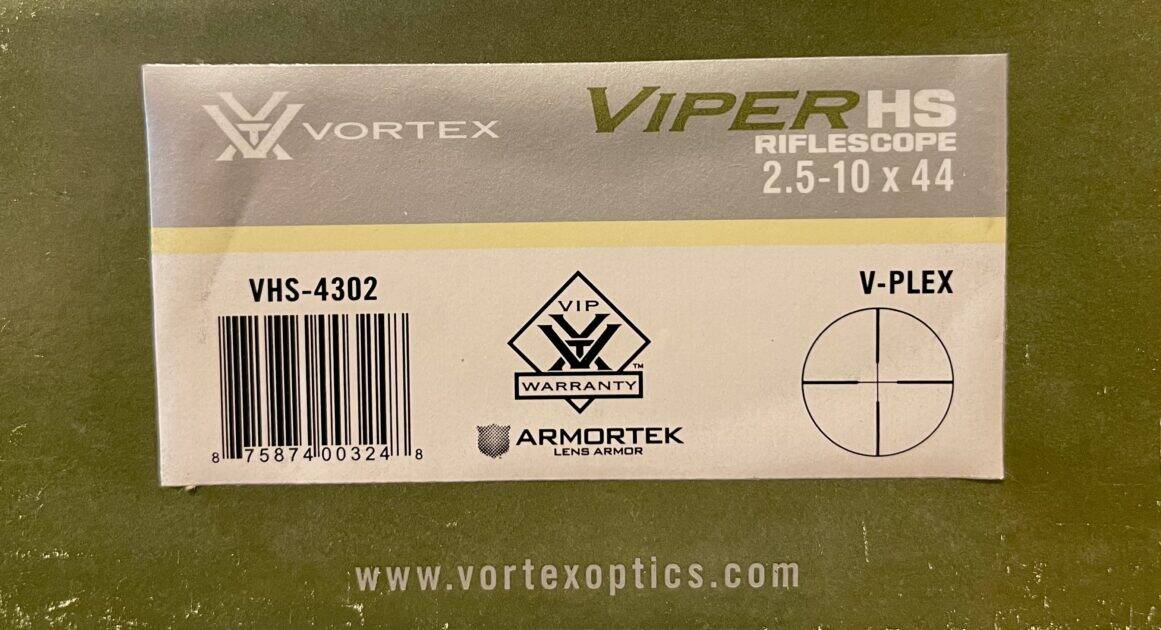 VORTEX
VIPER HS
RIFLESCOPE
2.5-10 x 44
VHS-4302
8 75874 00324 8
VIP
WARRANTY™
ARMORTEK
LENS ARMOR
V-PLEX
www.vortexoptics.com